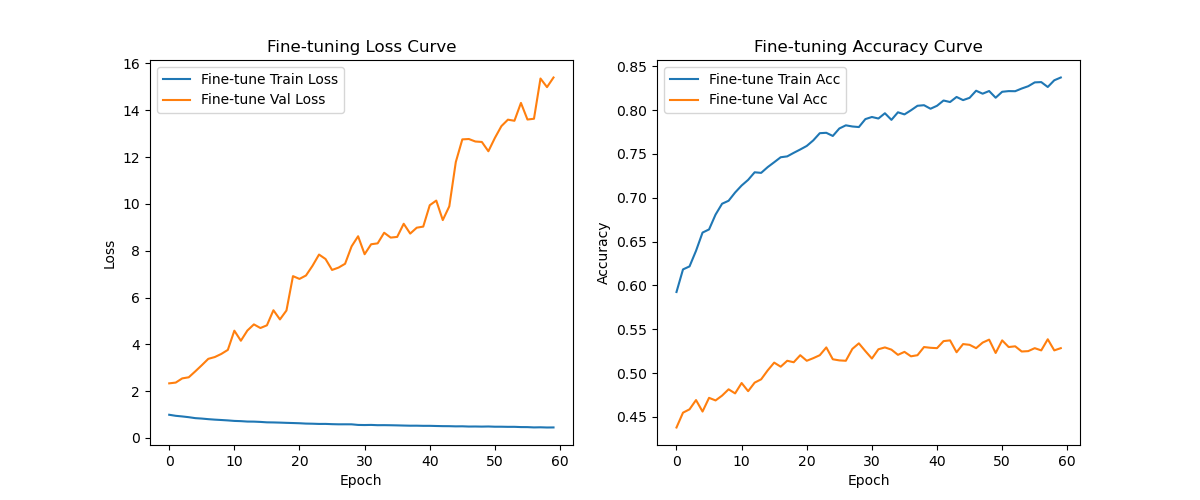 Fine-tuning Loss Curve
Fine-tune Train Loss
Fine-tune Val Loss
16
14
12
10
8
6
4
2
0
Loss
0 10 20 30 40 50 60
Epoch
Fine-tuning Accuracy Curve
Fine-tune Train Acc
Fine-tune Val Acc
0.85
0.80
0.75
0.70
0.65
0.60
0.55
0.50
0.45
Accuracy
0 10 20 30 40 50 60
Epoch